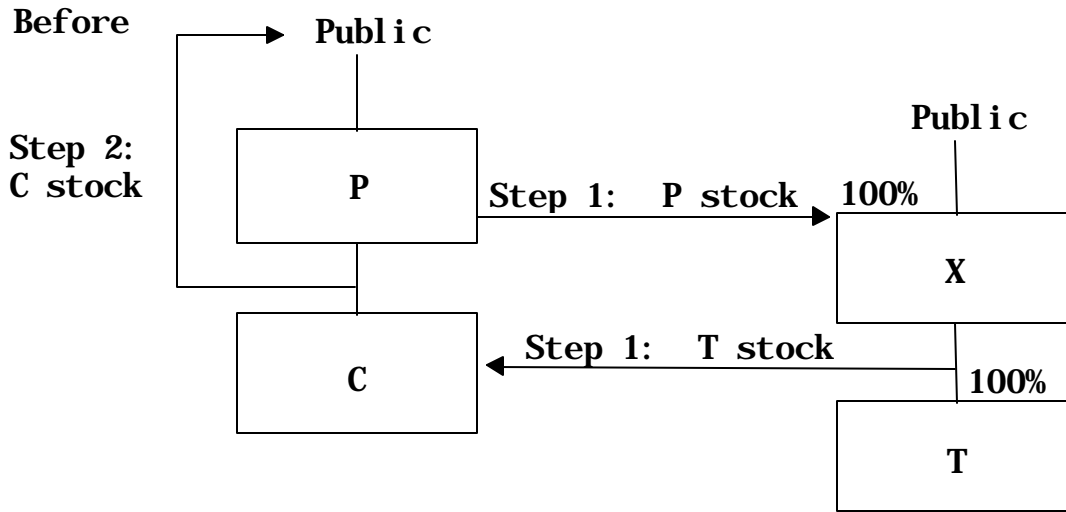 Before
Public
Step 2:
C stock
P
Step 1: P stock
Public
100%
X
Step 1: T stock
C
100%
T